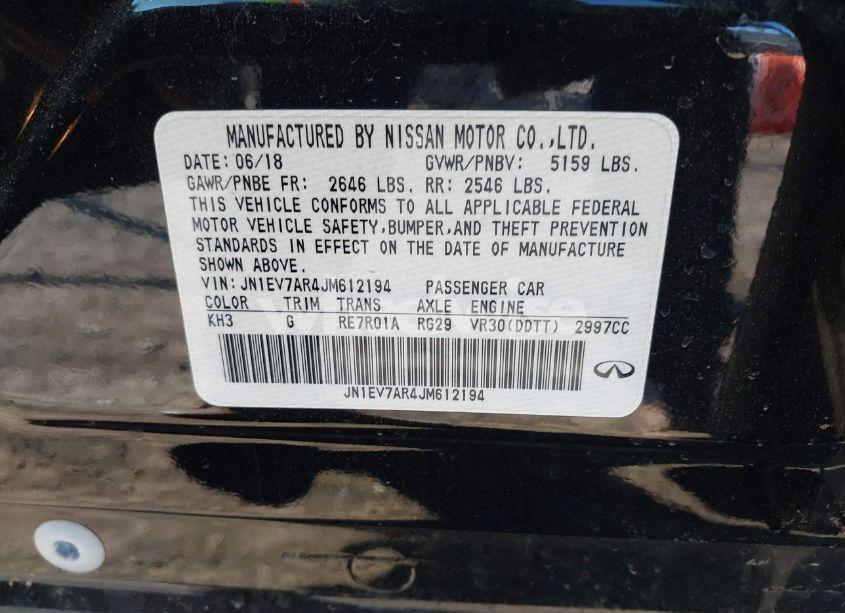 MANUFACTURED BY NISSAN MOTOR CO.,LTD.
DATE: 06/18 GVWR/PNBV: 5159 LBS.
GAWR/PNBE FR: 2646 LBS. RR: 2546 LBS.
THIS VEHICLE CONFORMS TO ALL APPLICABLE FEDERAL
MOTOR VEHICLE SAFETY,BUMPER,AND THEFT PREVENTION
STANDARDS IN EFFECT ON THE DATE OF MANUFACTURE
SHOWN ABOVE.
VIN:JN1EV7AR4JM612194 PASSENGER CAR
COLOR TRIM TRANS AXLE ENGINE
KH3 G RE7R01A RG29 VR30(DDTT) 2997CC
JN1EV7AR4JM612194